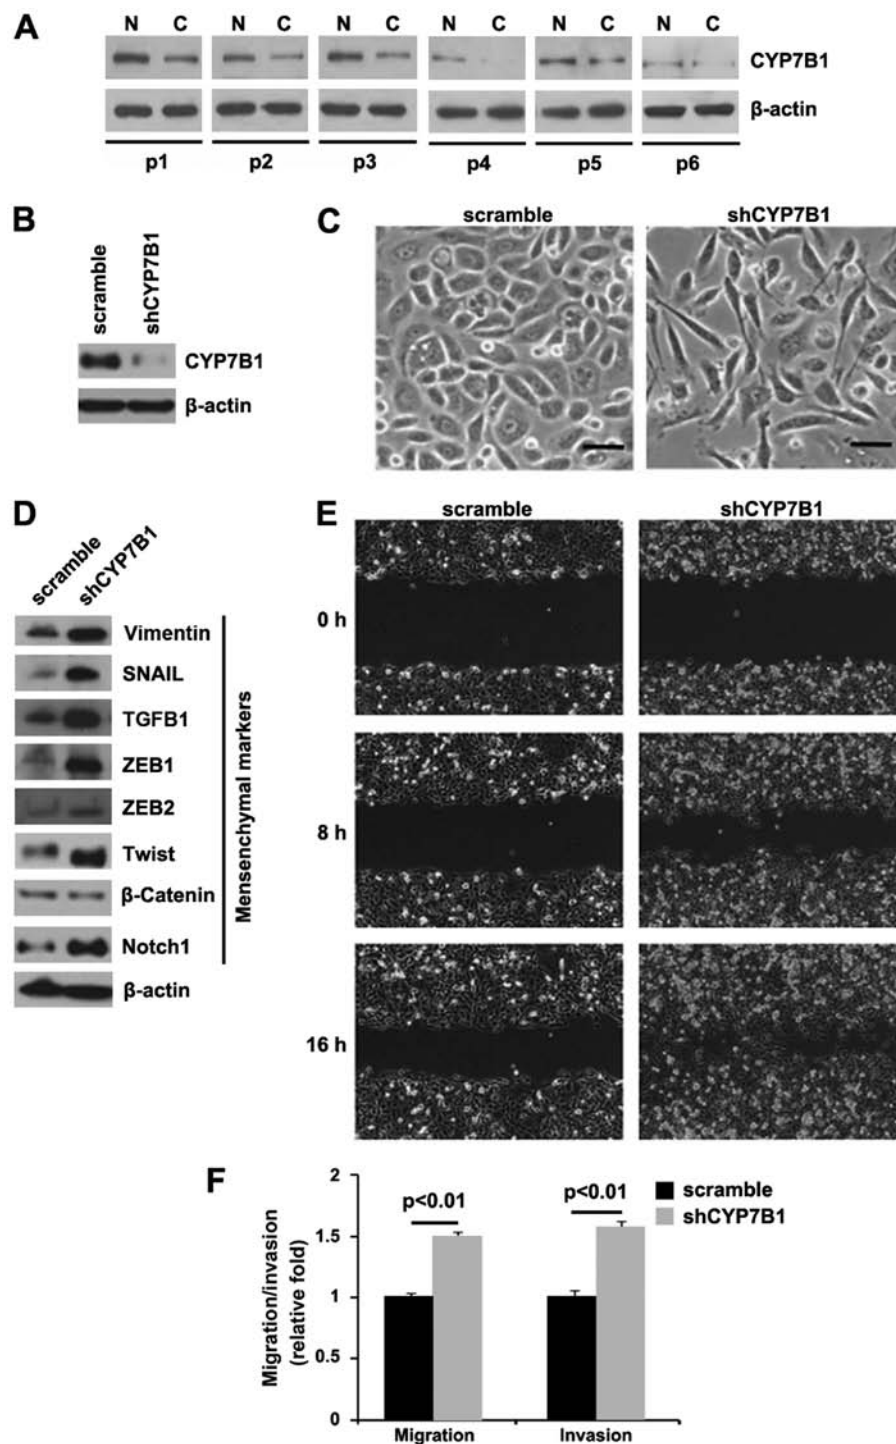 A
N C N C N C N C N C N C
CYP7B1
β-actin
p1 p2 p3 p4 p5 p6
B
scramble
shCYP7B1
CYP7B1
β-actin
C
scramble shCYP7B1
D
scramble
shCYP7B1
Vimentin
SNAIL
TGFB1
ZEB1
ZEB2
Twist
β-Catenin
Notch1
β-actin
Mensenchymal markers
E
scramble shCYP7B1
0 h
8 h
16 h
F
Migration/invasion
(relative fold)
2
1.5
1
0.5
0
p<0.01 p<0.01
scramble
shCYP7B1
Migration Invasion